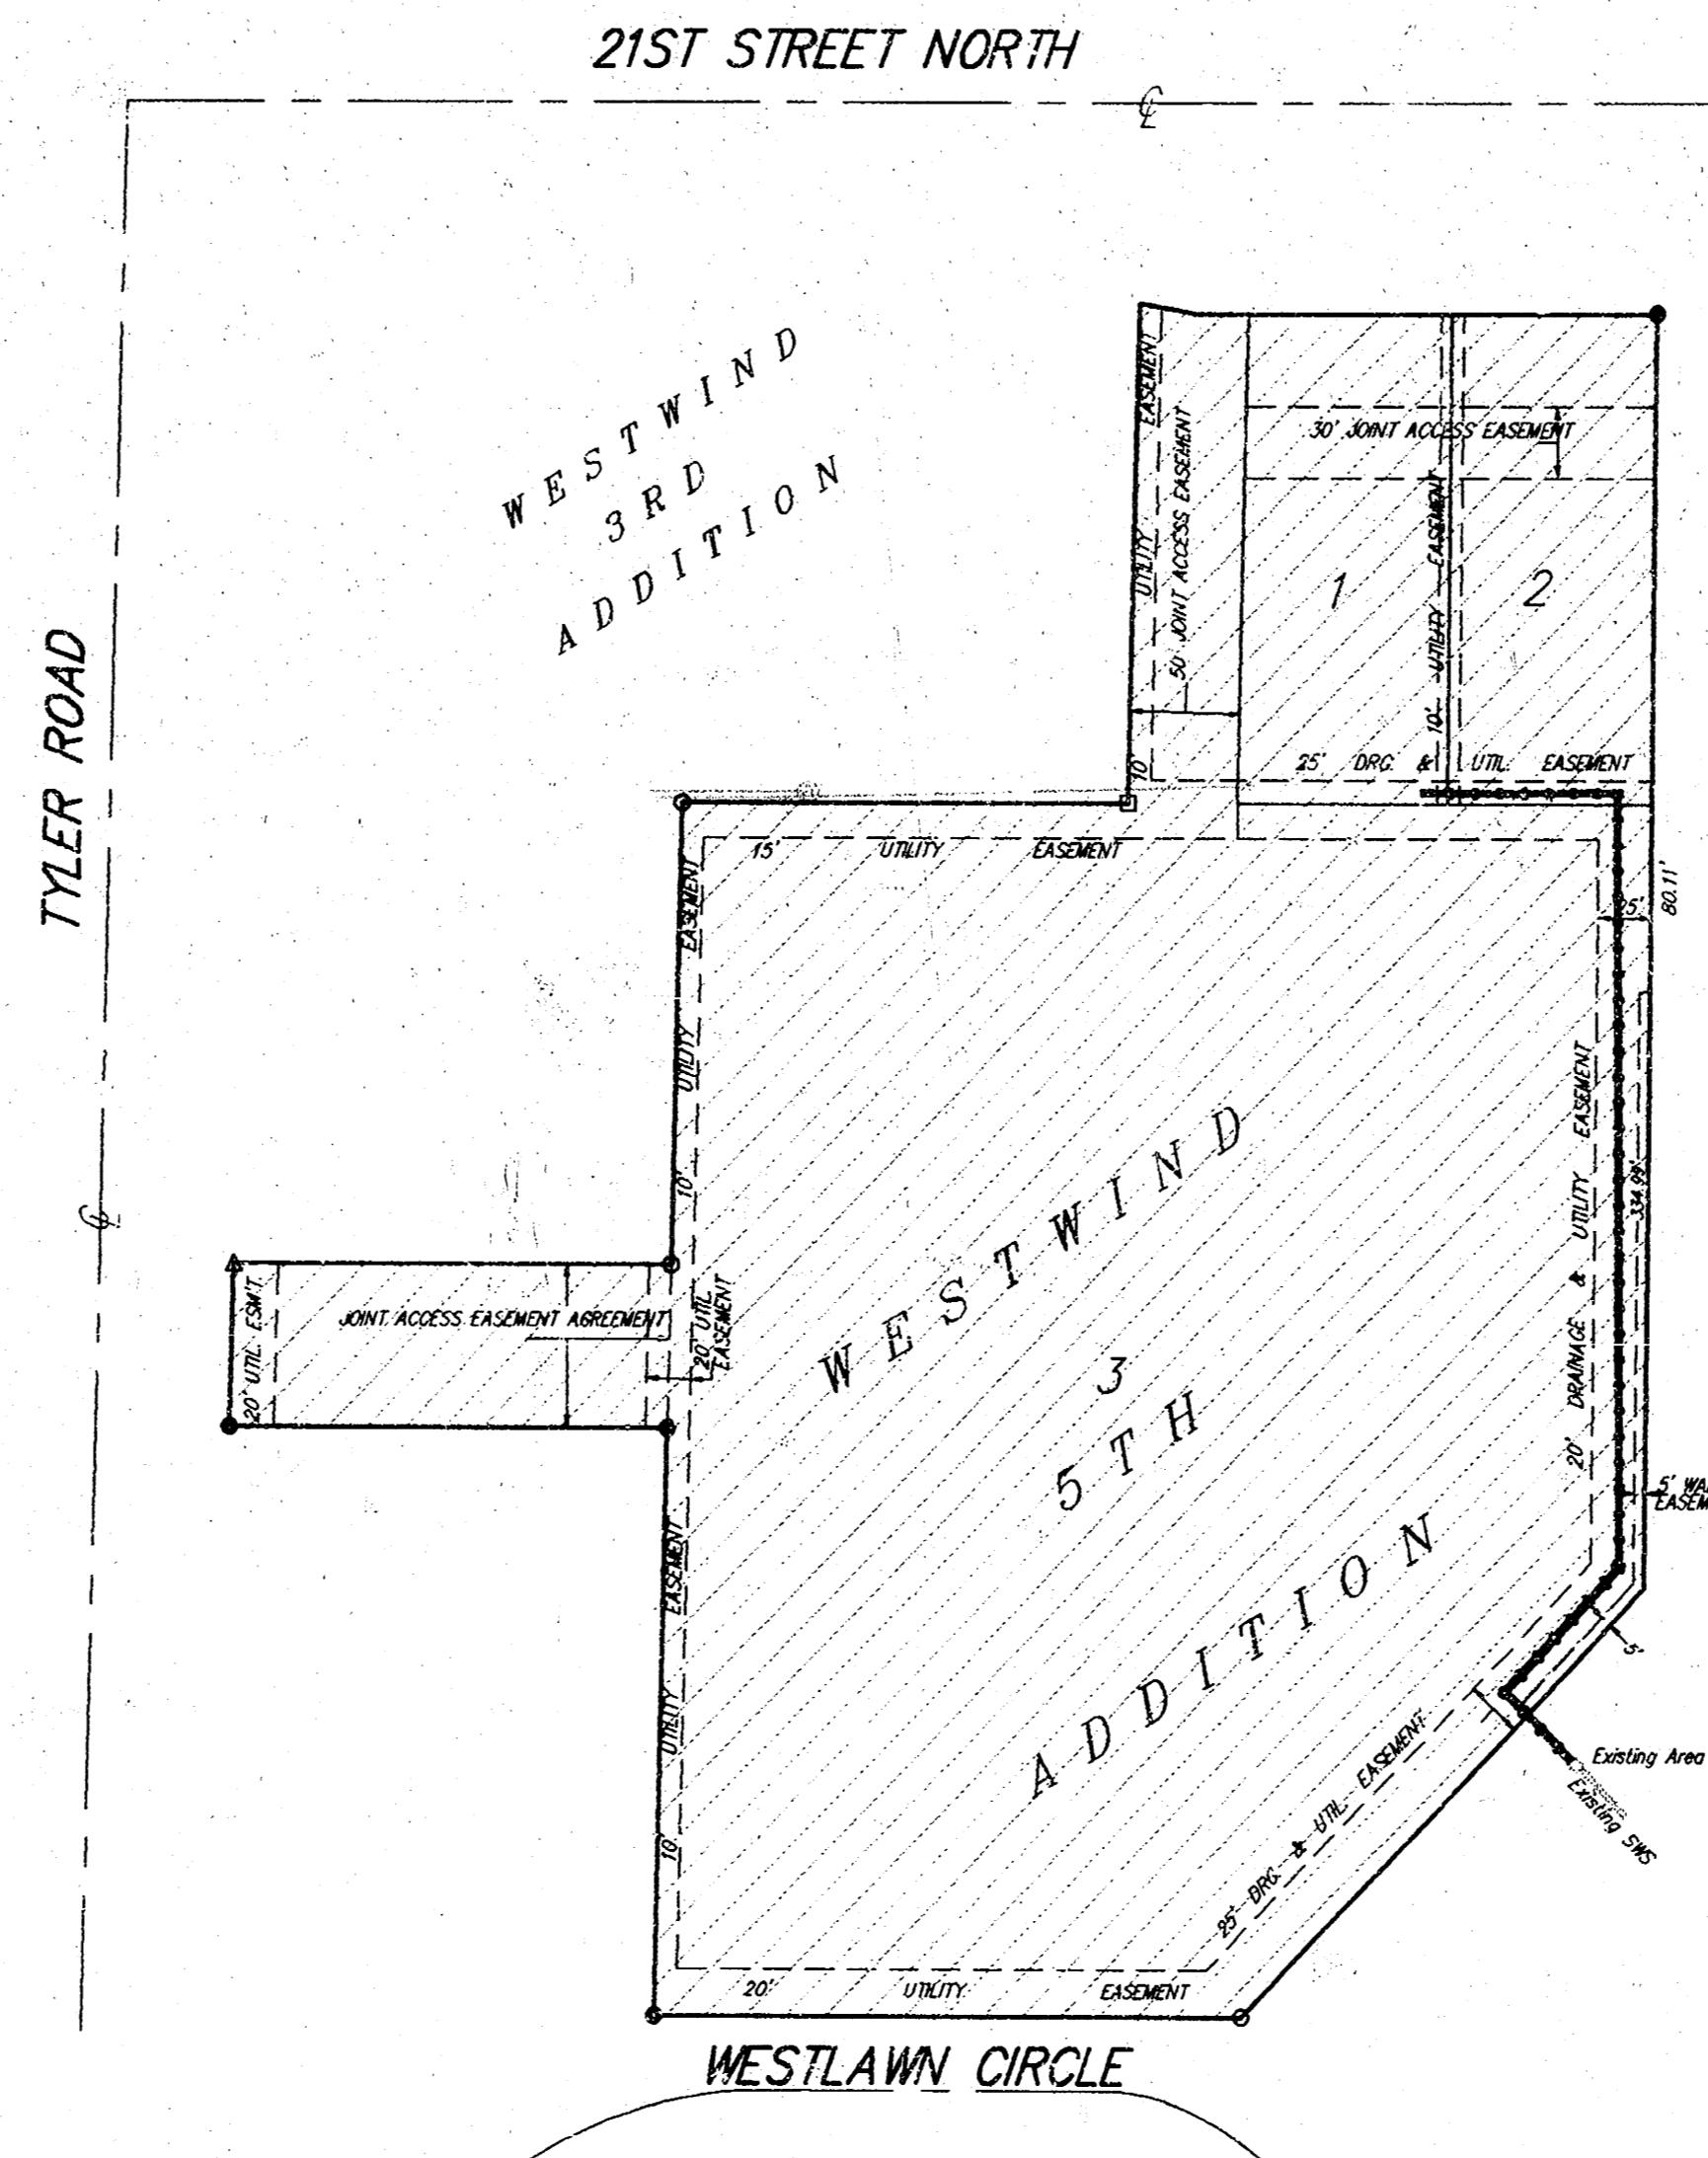 21ST STREET NORTH
TYLER ROAD
WESTWIND
3RD
ADDITION
UTILITY EASEMENT
10'
50' JOINT ACCESS EASEMENT
30' JOINT ACCESS EASEMENT
1
2
10' UTILITY EASEMENT
25' DRG. & UTIL. EASEMENT
15' UTILITY EASEMENT
25'
80.11'
10' UTILITY EASEMENT
20' DRAINAGE & UTILITY EASEMENT
334.99'
JOINT ACCESS EASEMENT AGREEMENT
20' UTIL. ESM'T
20' UTIL.
EASEMENT
WESTWIND
3
5TH
ADDITION
5'
10' UTILITY EASEMENT
5'
25' DRG. & UTIL. EASEMENT
Existing Area
Existing SWS
20' UTILITY EASEMENT
WESTLAWN CIRCLE